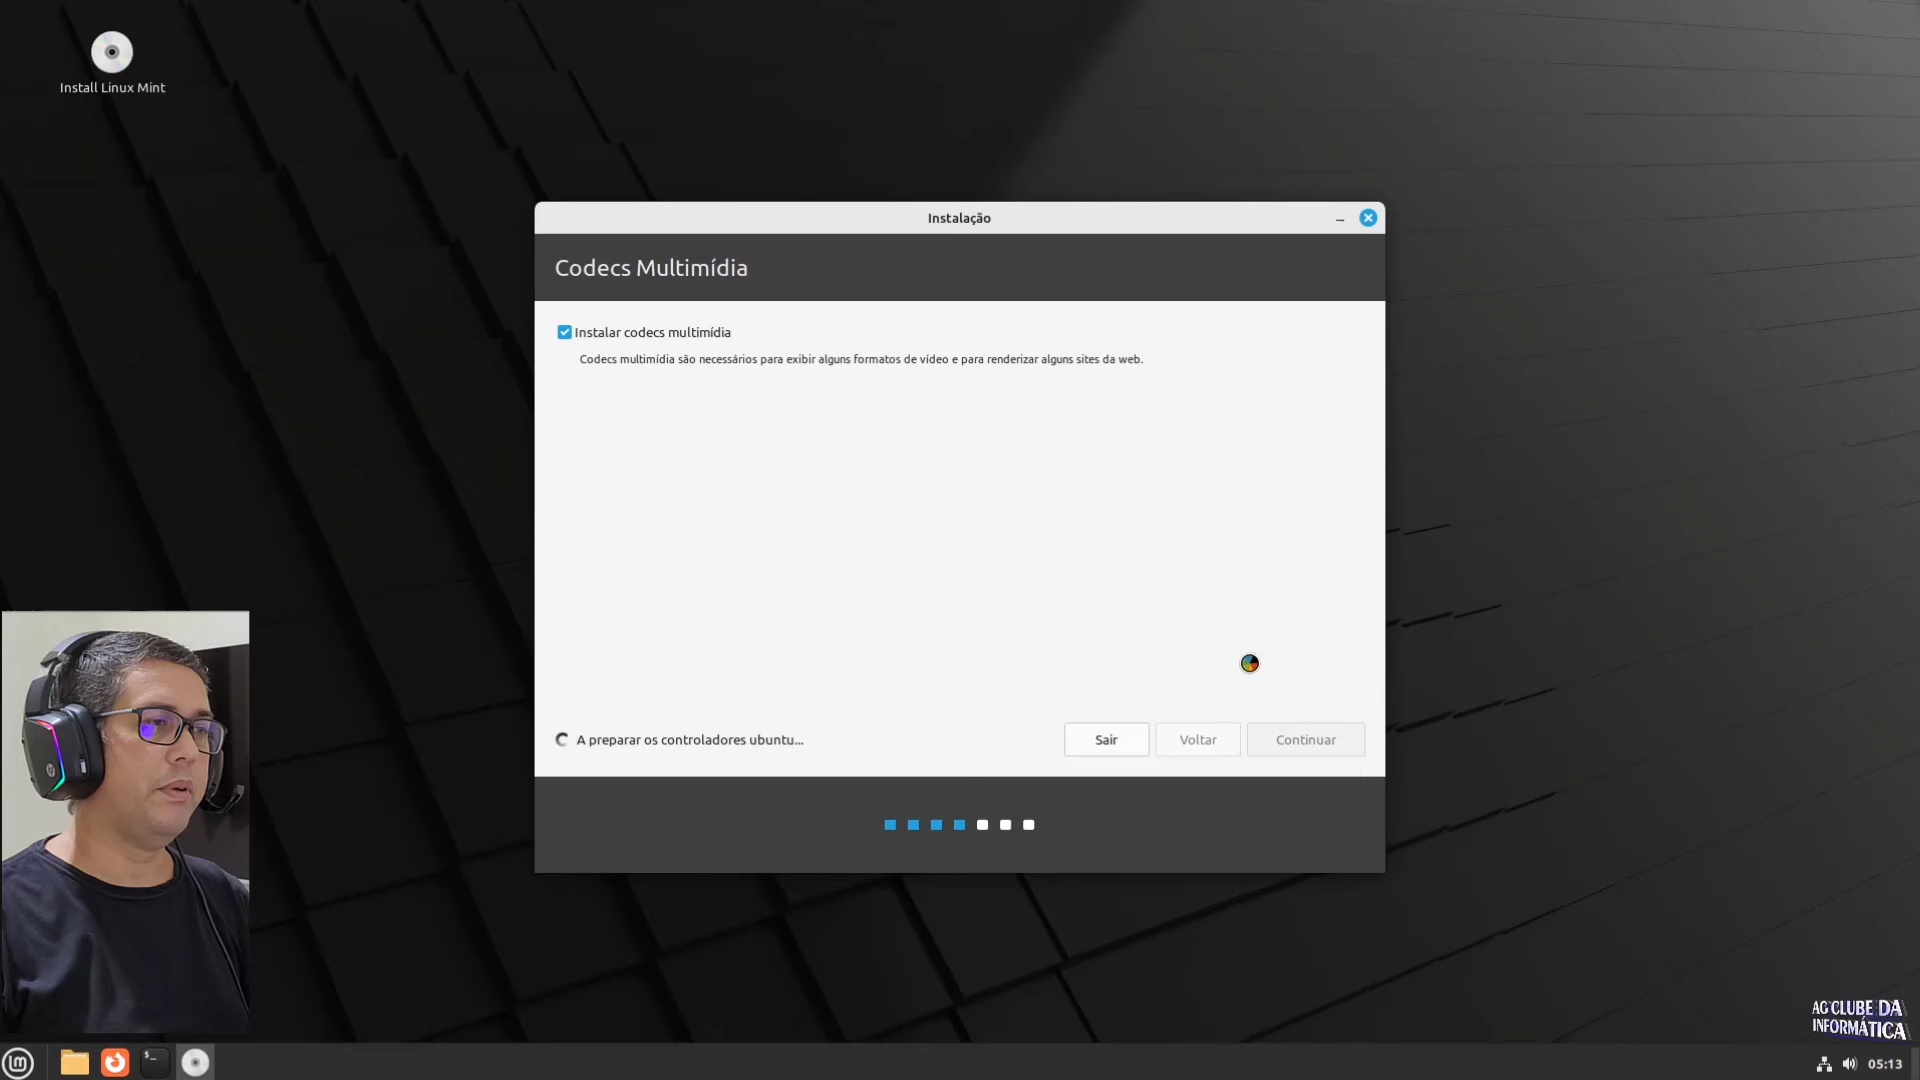 Install Linux Mint
Instalação
Codecs Multimídia
Instalar codecs multimídia
Codecs multimídia são necessários para exibir alguns formatos de vídeo e para renderizar alguns sites da web.
A preparar os controladores ubuntu...
Sair
Voltar
Continuar
AG CLUBE DA
INFORMÁTICA
05:13